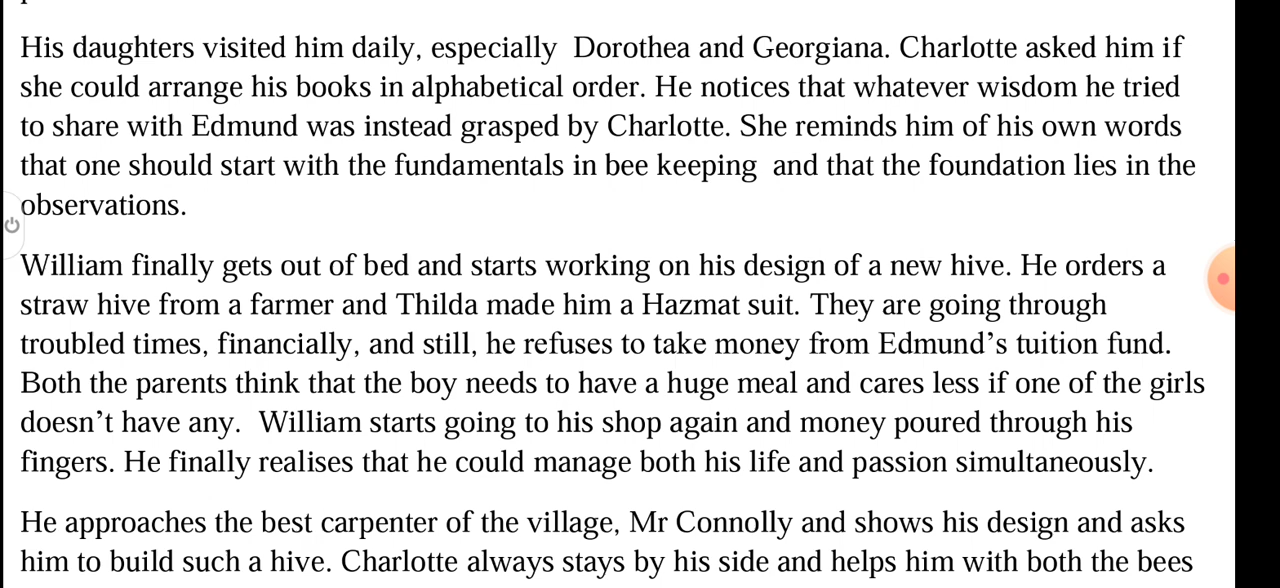 His daughters visited him daily, especially  Dorothea and Georgiana. Charlotte asked him if
she could arrange his books in alphabetical order. He notices that whatever wisdom he tried
to share with Edmund was instead grasped by Charlotte. She reminds him of his own words
that one should start with the fundamentals in bee keeping  and that the foundation lies in the
observations.
William finally gets out of bed and starts working on his design of a new hive. He orders a
straw hive from a farmer and Thilda made him a Hazmat suit. They are going through
troubled times, financially, and still, he refuses to take money from Edmund’s tuition fund.
Both the parents think that the boy needs to have a huge meal and cares less if one of the girls
doesn’t have any.  William starts going to his shop again and money poured through his
fingers. He finally realises that he could manage both his life and passion simultaneously.
He approaches the best carpenter of the village, Mr Connolly and shows his design and asks
him to build such a hive. Charlotte always stays by his side and helps him with both the bees